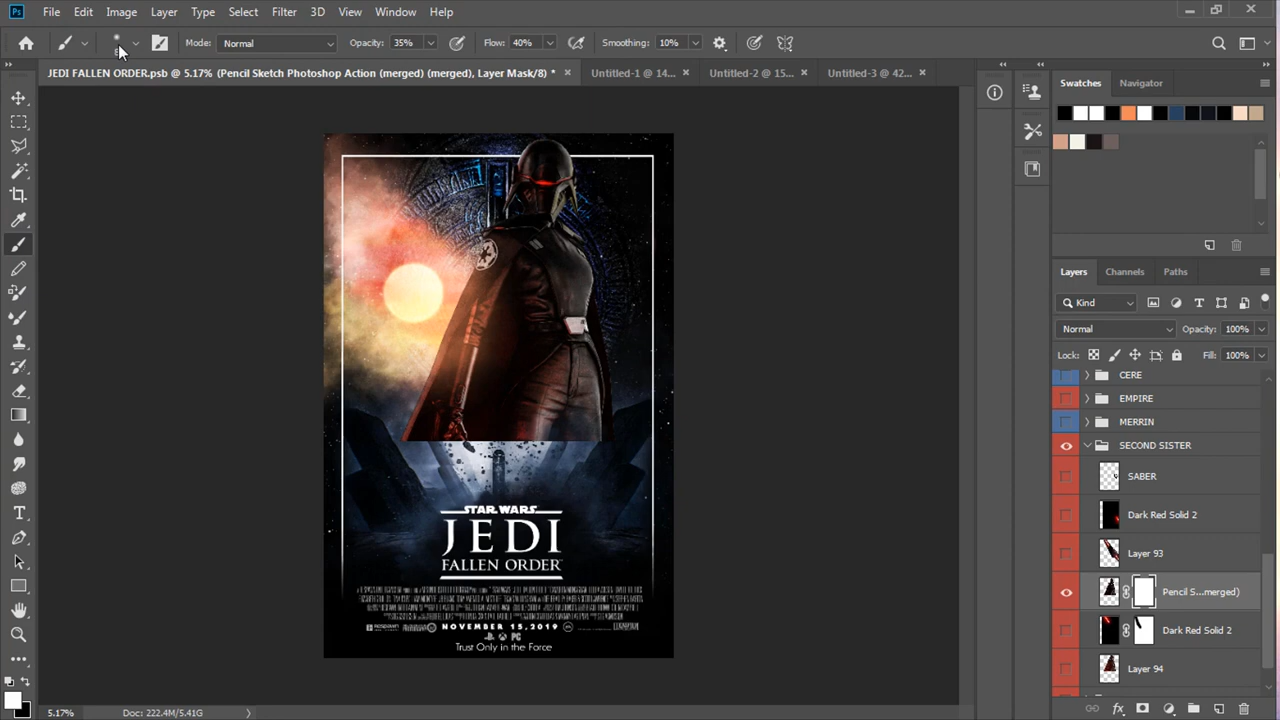 Ps File Edit Image Layer Type Select Filter 3D View Window Help
Mode: Normal Opacity: 35% Flow: 40% Smoothing: 10%
JEDI FALLEN ORDER.psb @ 5.17% (Pencil Sketch Photoshop Action (merged) (merged), Layer Mask/8) * × Untitled-1 @ 14... × Untitled-2 @ 15... × Untitled-3 @ 42... ×
Swatches Navigator
Layers Channels Paths
Kind
Normal Opacity: 100%
Lock: Fill: 100%
CERE
EMPIRE
MERRIN
SECOND SISTER
SABER
Dark Red Solid 2
Layer 93
Pencil S...merged)
Dark Red Solid 2
Layer 94
STAR WARS
JEDI
FALLEN ORDER
NOVEMBER 15, 2019
PC
Trust Only in the Force
5.17% Doc: 222.4M/5.41G